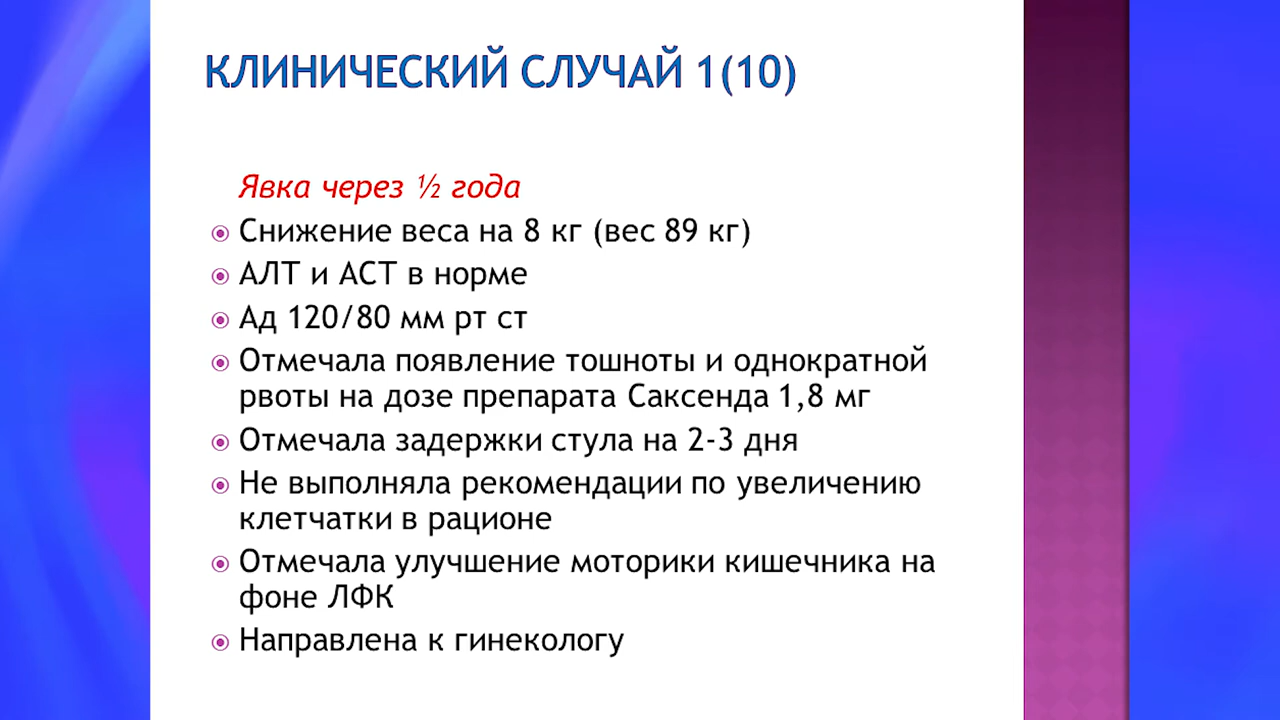 КЛИНИЧЕСКИЙ СЛУЧАЙ 1(10)
Явка через ½ года
Снижение веса на 8 кг (вес 89 кг)
АЛТ и АСТ в норме
Ад 120/80 мм рт ст
Отмечала появление тошноты и однократной
рвоты на дозе препарата Саксенда 1,8 мг
Отмечала задержки стула на 2-3 дня
Не выполняла рекомендации по увеличению
клетчатки в рационе
Отмечала улучшение моторики кишечника на
фоне ЛФК
Направлена к гинекологу